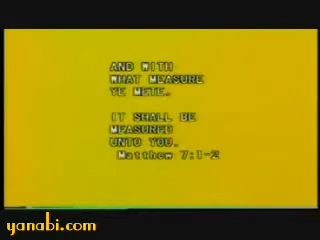 AND WITH
WHAT MEASURE
YE METE.
IT SHALL BE
MEASURED
UNTO YOU.
Matthew 7:1-2
yanabi.com